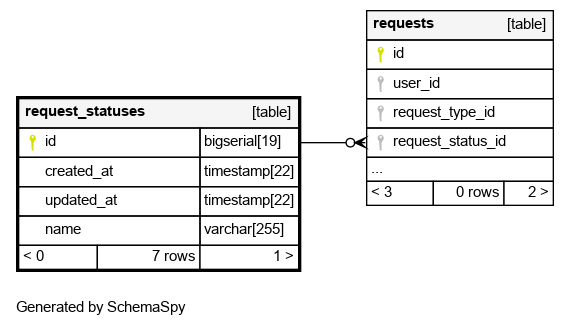 requests [table]
id
user_id
request_type_id
request_status_id
...
< 3 0 rows 2 >
request_statuses [table]
id bigserial[19]
created_at timestamp[22]
updated_at timestamp[22]
name varchar[255]
< 0 7 rows 1 >
Generated by SchemaSpy